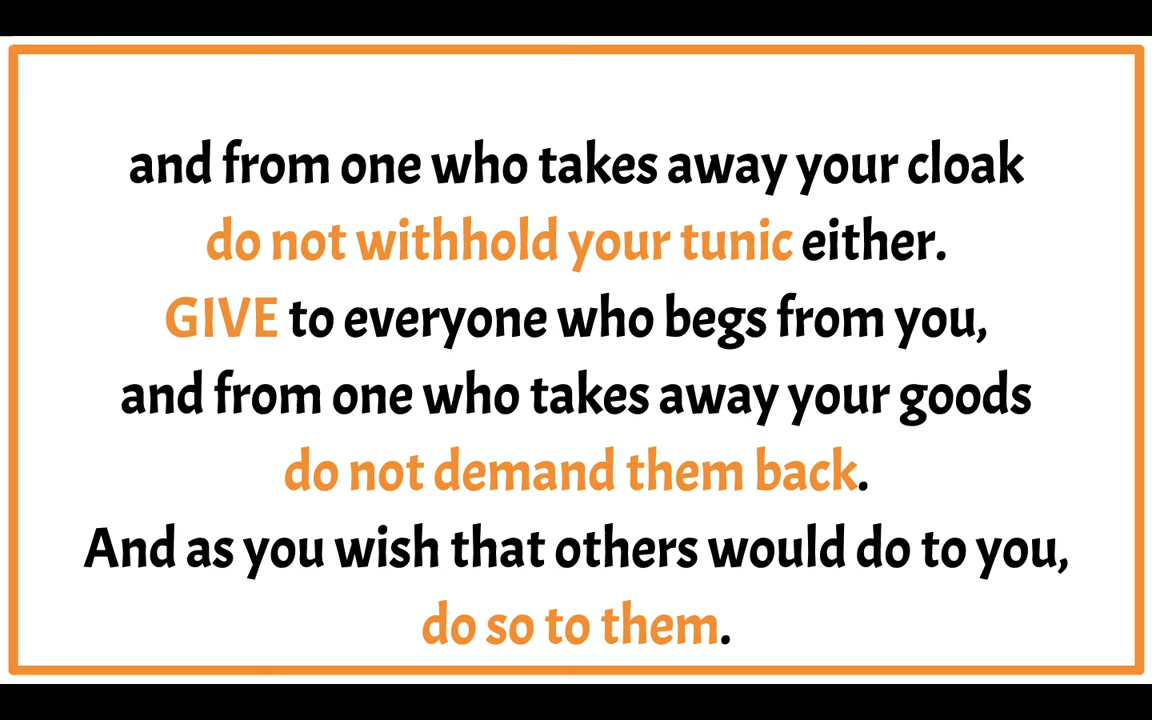 and from one who takes away your cloak
do not withhold your tunic either.
GIVE to everyone who begs from you,
and from one who takes away your goods
do not demand them back.
And as you wish that others would do to you,
do so to them.